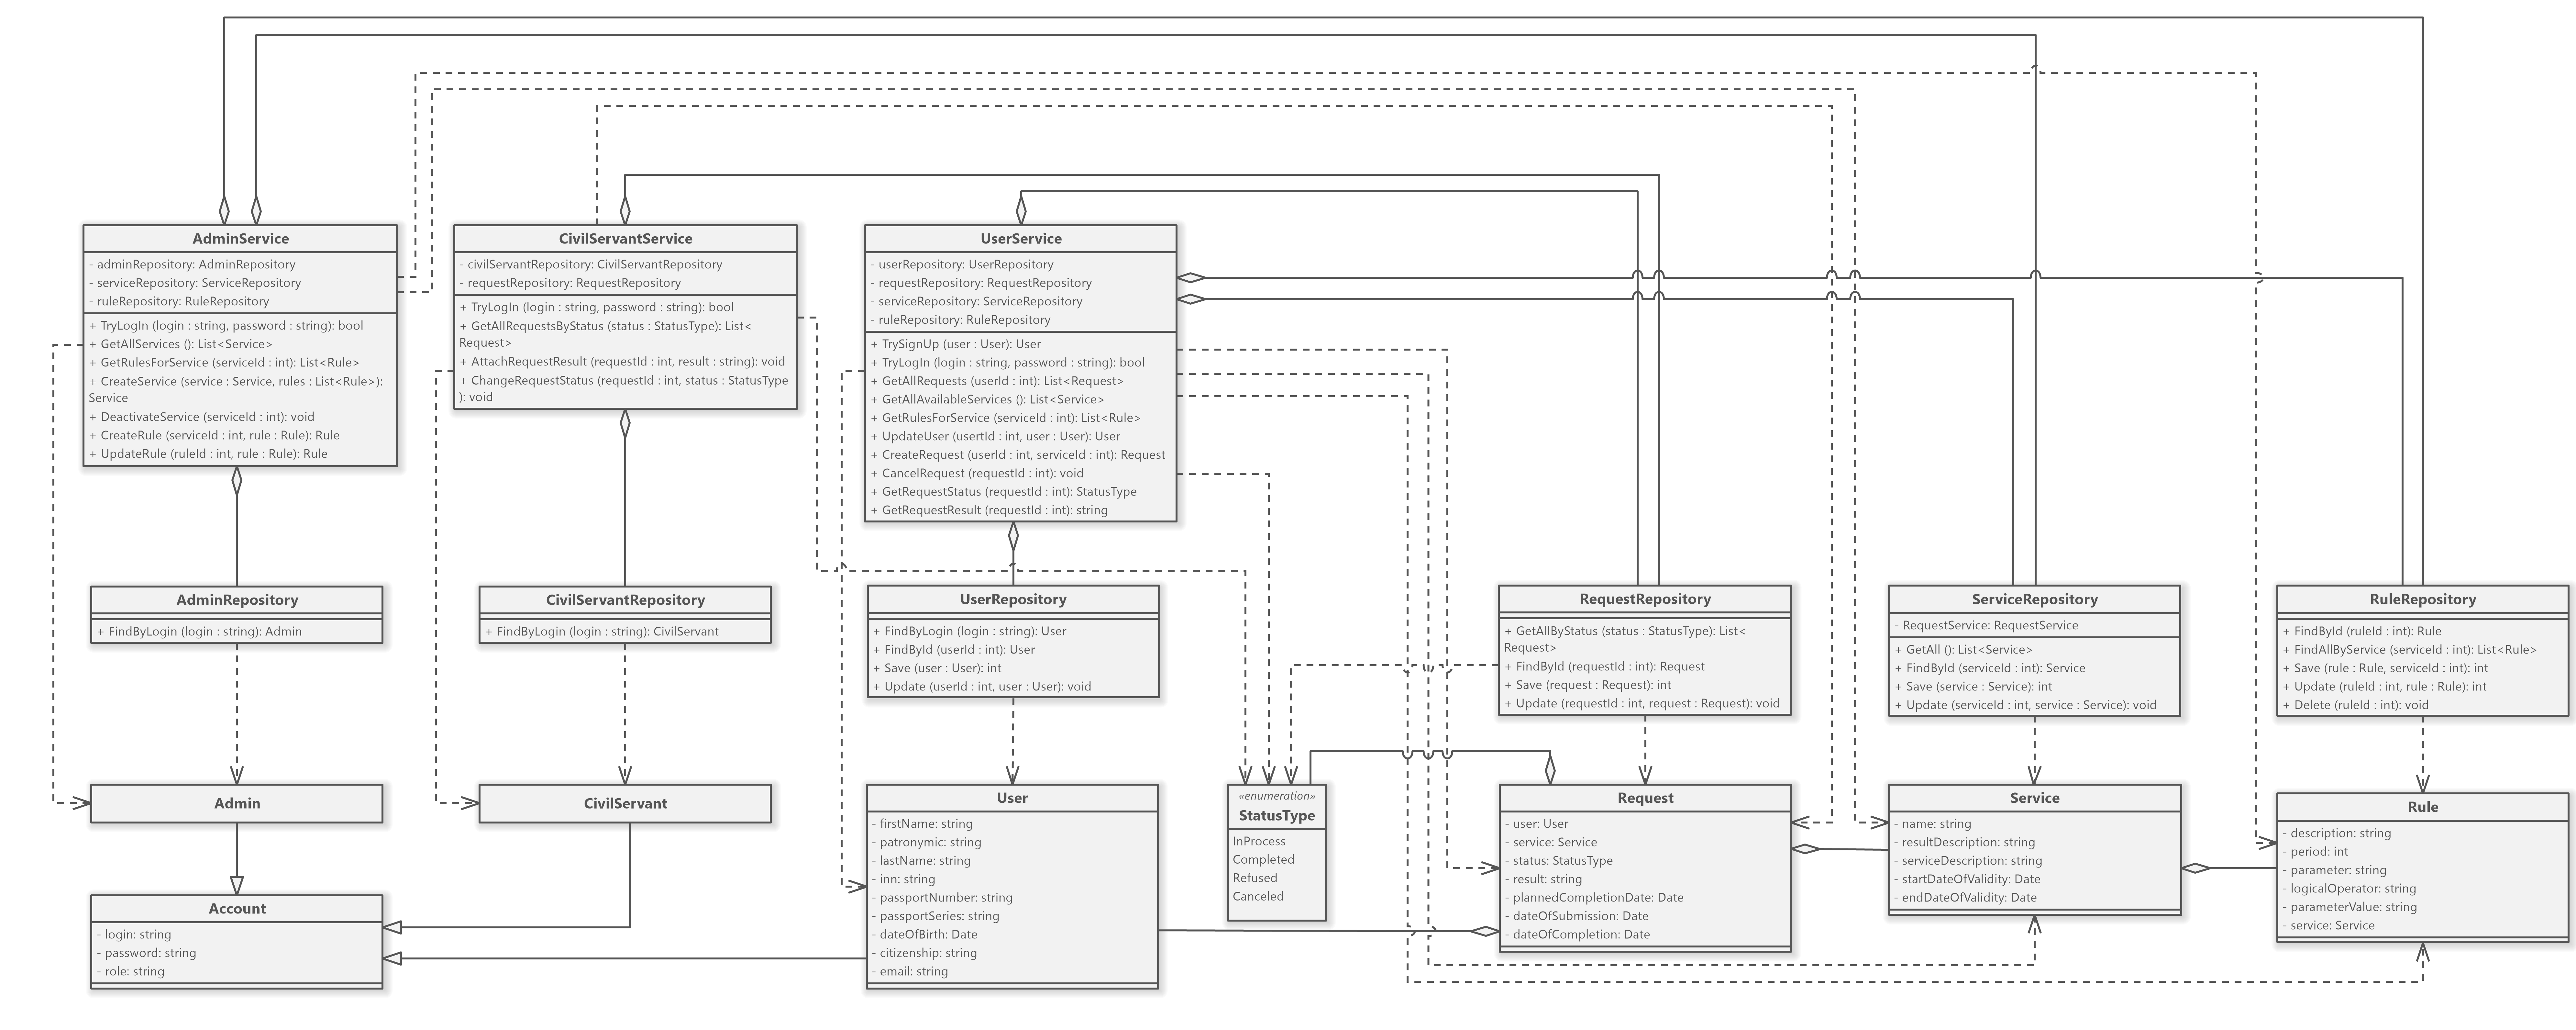 AdminService
- adminRepository: AdminRepository
- serviceRepository: ServiceRepository
- ruleRepository: RuleRepository
+ TryLogIn (login : string, password : string): bool
+ GetAllServices (): List<Service>
+ GetRulesForService (serviceId : int): List<Rule>
+ CreateService (service : Service, rules : List<Rule>):
Service
+ DeactivateService (serviceId : int): void
+ CreateRule (serviceId : int, rule : Rule): Rule
+ UpdateRule (ruleId : int, rule : Rule): Rule
CivilServantService
- civilServantRepository: CivilServantRepository
- requestRepository: RequestRepository
+ TryLogIn (login : string, password : string): bool
+ GetAllRequestsByStatus (status : StatusType): List<
Request>
+ AttachRequestResult (requestId : int, result : string): void
+ ChangeRequestStatus (requestId : int, status : StatusType
): void
UserService
- userRepository: UserRepository
- requestRepository: RequestRepository
- serviceRepository: ServiceRepository
- ruleRepository: RuleRepository
+ TrySignUp (user : User): User
+ TryLogIn (login : string, password : string): bool
+ GetAllRequests (userId : int): List<Request>
+ GetAllAvailableServices (): List<Service>
+ GetRulesForService (serviceId : int): List<Rule>
+ UpdateUser (usertId : int, user : User): User
+ CreateRequest (userId : int, serviceId : int): Request
+ CancelRequest (requestId : int): void
+ GetRequestStatus (requestId : int): StatusType
+ GetRequestResult (requestId : int): string
AdminRepository
+ FindByLogin (login : string): Admin
CivilServantRepository
+ FindByLogin (login : string): CivilServant
UserRepository
+ FindByLogin (login : string): User
+ FindById (userId : int): User
+ Save (user : User): int
+ Update (userId : int, user : User): void
RequestRepository
+ GetAllByStatus (status : StatusType): List<
Request>
+ FindById (requestId : int): Request
+ Save (request : Request): int
+ Update (requestId : int, request : Request): void
ServiceRepository
- RequestService: RequestService
+ GetAll (): List<Service>
+ FindById (serviceId : int): Service
+ Save (service : Service): int
+ Update (serviceId : int, service : Service): void
RuleRepository
+ FindById (ruleId : int): Rule
+ FindAllByService (serviceId : int): List<Rule>
+ Save (rule : Rule, serviceId : int): int
+ Update (ruleId : int, rule : Rule): int
+ Delete (ruleId : int): void
Admin
CivilServant
User
- firstName: string
- patronymic: string
- lastName: string
- inn: string
- passportNumber: string
- passportSeries: string
- dateOfBirth: Date
- citizenship: string
- email: string
«enumeration»
StatusType
InProcess
Completed
Refused
Canceled
Request
- user: User
- service: Service
- status: StatusType
- result: string
- plannedCompletionDate: Date
- dateOfSubmission: Date
- dateOfCompletion: Date
Service
- name: string
- resultDescription: string
- serviceDescription: string
- startDateOfValidity: Date
- endDateOfValidity: Date
Rule
- description: string
- period: int
- parameter: string
- logicalOperator: string
- parameterValue: string
- service: Service
Account
- login: string
- password: string
- role: string